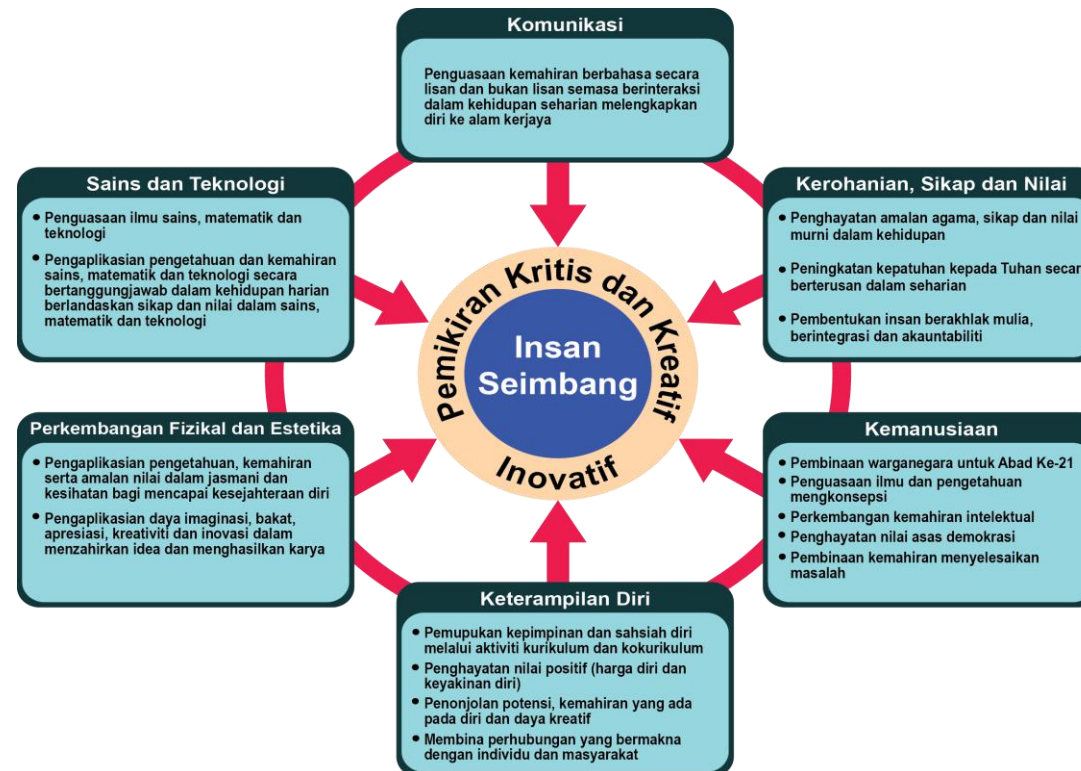 Komunikasi
Penguasaan kemahiran berbahasa secara
lisan dan bukan lisan semasa berinteraksi
dalam kehidupan seharian melengkapkan
diri ke alam kerjaya
Sains dan Teknologi
• Penguasaan ilmu sains, matematik dan
teknologi
• Pengaplikasian pengetahuan dan kemahiran
sains, matematik dan teknologi secara
bertanggungjawab dalam kehidupan harian
berlandaskan sikap dan nilai dalam sains,
matematik dan teknologi
Kerohanian, Sikap dan Nilai
• Penghayatan amalan agama, sikap dan nilai
murni dalam kehidupan
• Peningkatan kepatuhan kepada Tuhan secar
berterusan dalam seharian
• Pembentukan insan berakhlak mulia,
berintegrasi dan akauntabiliti
Pemikiran Kritis dan Kreatif
Insan
Seimbang
Inovatif
Perkembangan Fizikal dan Estetika
• Pengaplikasian pengetahuan, kemahiran
serta amalan nilai dalam jasmani dan
kesihatan bagi mencapai kesejahteraan diri
• Pengaplikasian daya imaginasi, bakat,
apresiasi, kreativiti dan inovasi dalam
menzahirkan idea dan menghasilkan karya
Kemanusiaan
• Pembinaan warganegara untuk Abad Ke-21
• Penguasaan ilmu dan pengetahuan
mengkonsepsi
• Perkembangan kemahiran intelektual
• Penghayatan nilai asas demokrasi
• Pembinaan kemahiran menyelesaikan
masalah
Keterampilan Diri
• Pemupukan kepimpinan dan sahsiah diri
melalui aktiviti kurikulum dan kokurikulum
• Penghayatan nilai positif (harga diri dan
keyakinan diri)
• Penonjolan potensi, kemahiran yang ada
pada diri dan daya kreatif
• Membina perhubungan yang bermakna
dengan individu dan masyarakat